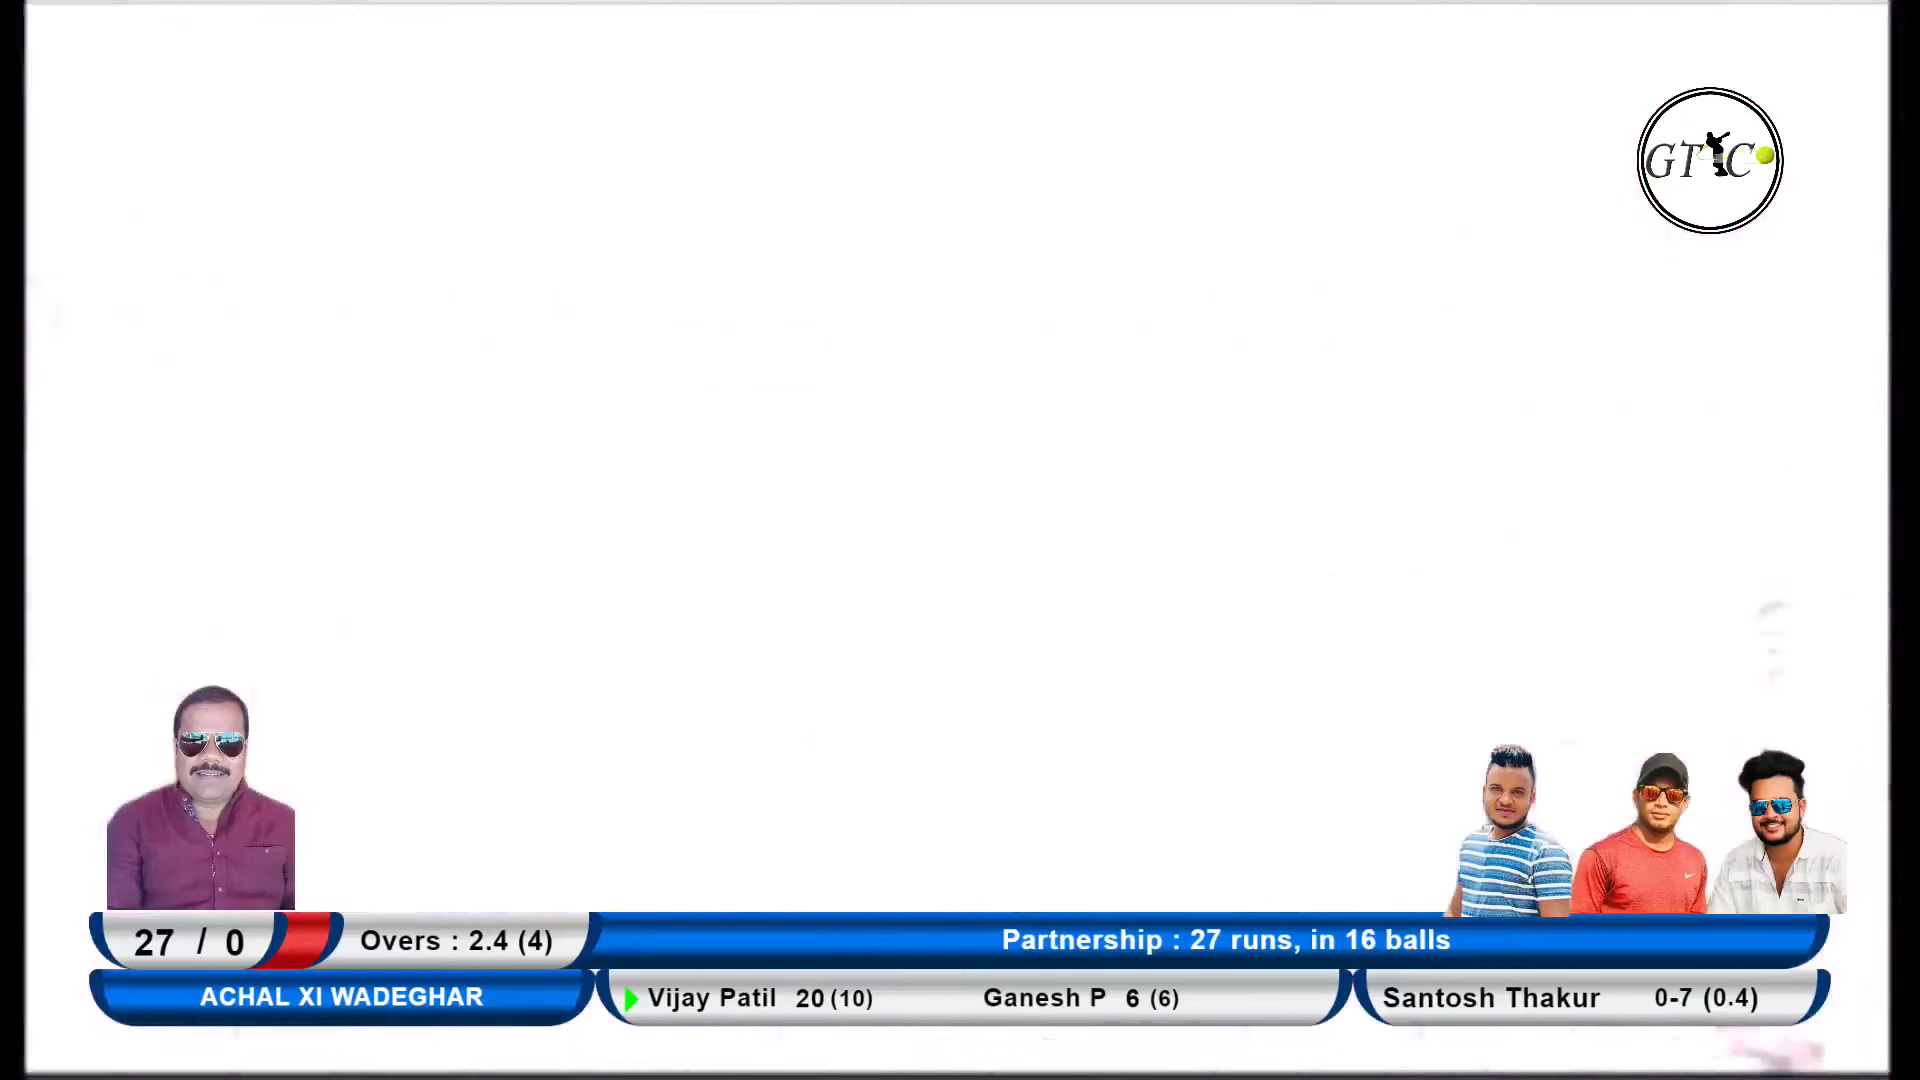 GTC
27 / 0
Overs : 2.4 (4)
Partnership : 27 runs, in 16 balls
ACHAL XI WADEGHAR
Vijay Patil 20 (10)
Ganesh P 6 (6)
Santosh Thakur 0-7 (0.4)